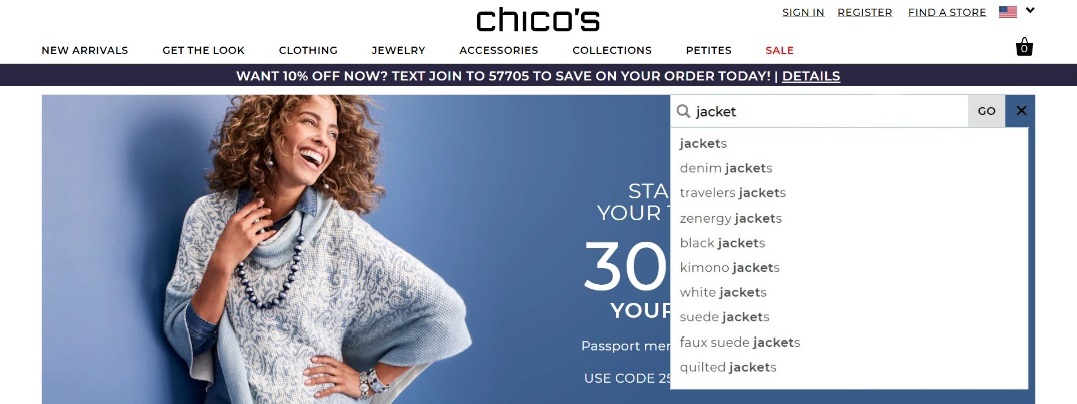 chico's
SIGN IN REGISTER FIND A STORE
NEW ARRIVALS GET THE LOOK CLOTHING JEWELRY ACCESSORIES COLLECTIONS PETITES SALE
0
WANT 10% OFF NOW? TEXT JOIN TO 57705 TO SAVE ON YOUR ORDER TODAY! | DETAILS
jacket GO
jackets
denim jackets
travelers jackets
zenergy jackets
black jackets
kimono jackets
white jackets
suede jackets
faux suede jackets
quilted jackets
STA
YOUR
30
YOUR
Passport
USE CODE 25